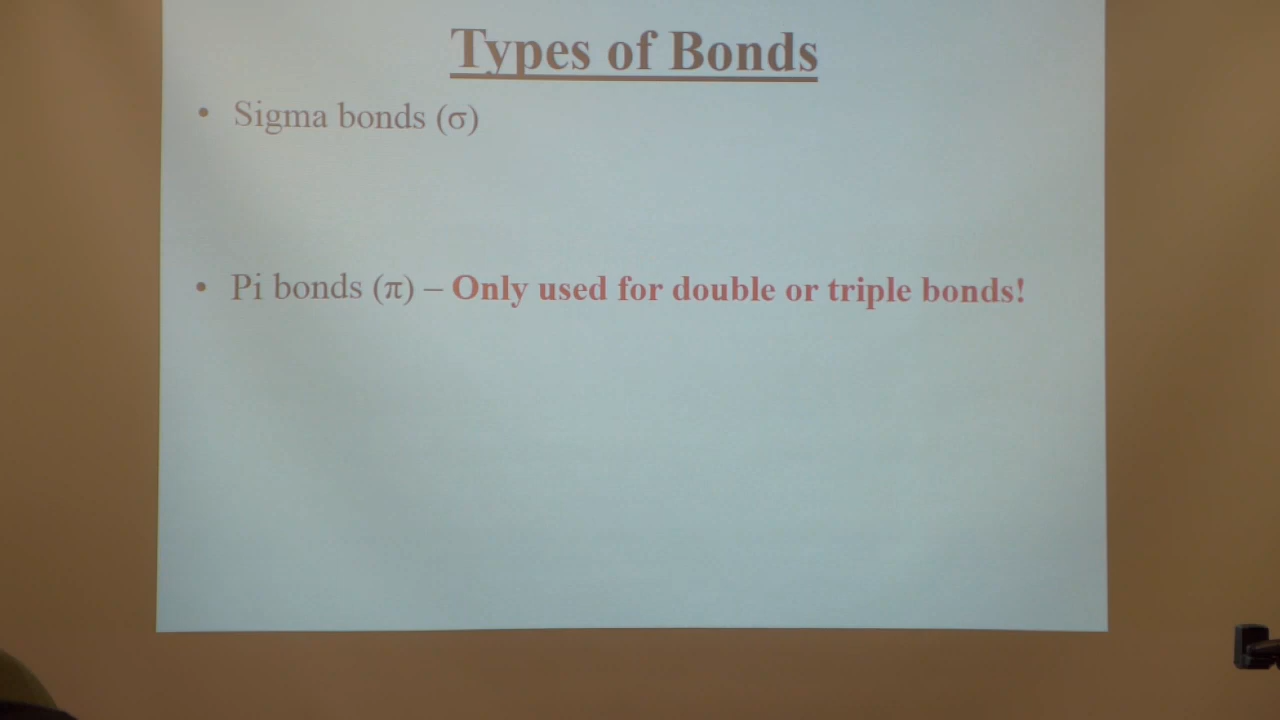 Types of Bonds
• Sigma bonds (σ)
• Pi bonds (π) – Only used for double or triple bonds!